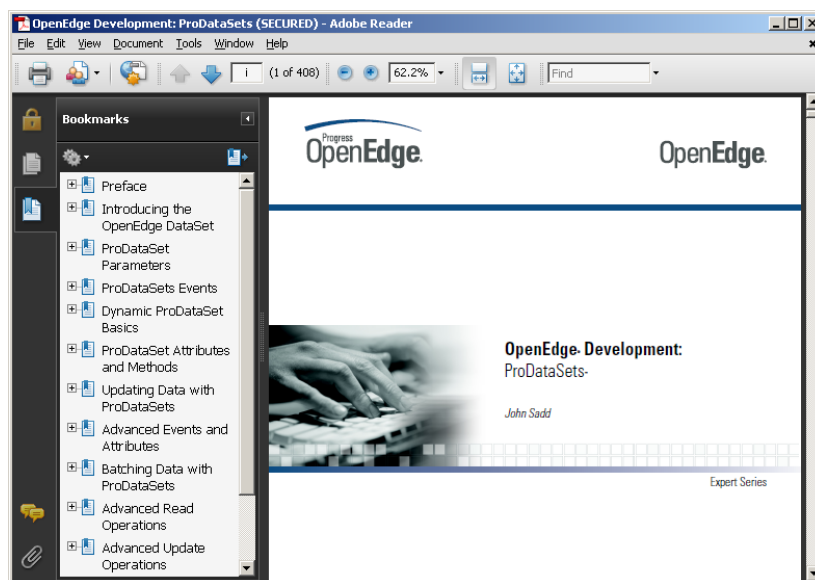 OpenEdge Development: ProDataSets (SECURED) - Adobe Reader
File Edit View Document Tools Window Help
i (1 of 408) 62.2% Find
Bookmarks
Preface
Introducing the
OpenEdge DataSet
ProDataSet
Parameters
ProDataSets Events
Dynamic ProDataSet
Basics
ProDataSet Attributes
and Methods
Updating Data with
ProDataSets
Advanced Events and
Attributes
Batching Data with
ProDataSets
Advanced Read
Operations
Advanced Update
Operations
Progress
OpenEdge.
OpenEdge.
OpenEdge Development:
ProDataSets
John Sadd
Expert Series